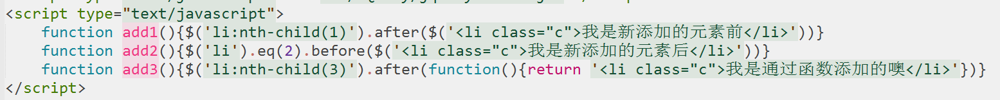 <script type="text/javascript">
function add1(){$('li:nth-child(1)').after($('<li class="c">我是新添加的元素前</li>'))}
function add2(){$('li').eq(2).before($('<li class="c">我是新添加的元素后</li>'))}
function add3(){$('li:nth-child(3)').after(function(){return '<li class="c">我是通过函数添加的噢</li>'})}
</script>